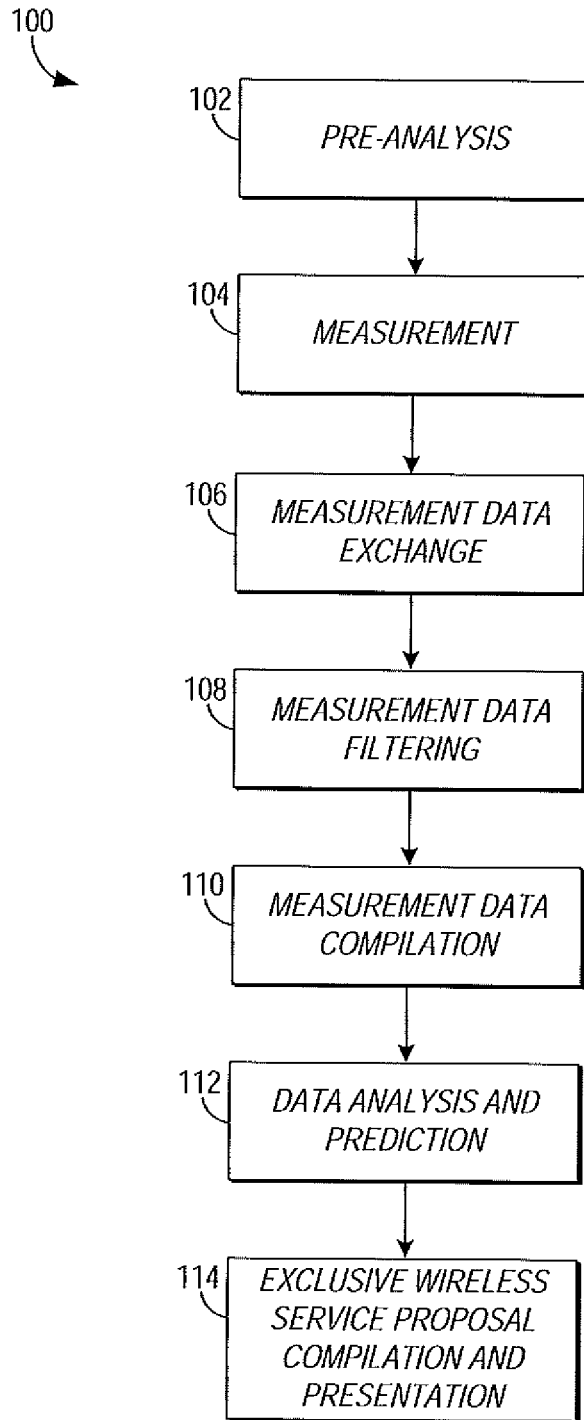 100
102
PRE-ANALYSIS
104
MEASUREMENT
106
MEASUREMENT DATA
EXCHANGE
108
MEASUREMENT DATA
FILTERING
110
MEASUREMENT DATA
COMPILATION
112
DATA ANALYSIS AND
PREDICTION
114
EXCLUSIVE WIRELESS
SERVICE PROPOSAL
COMPILATION AND
PRESENTATION